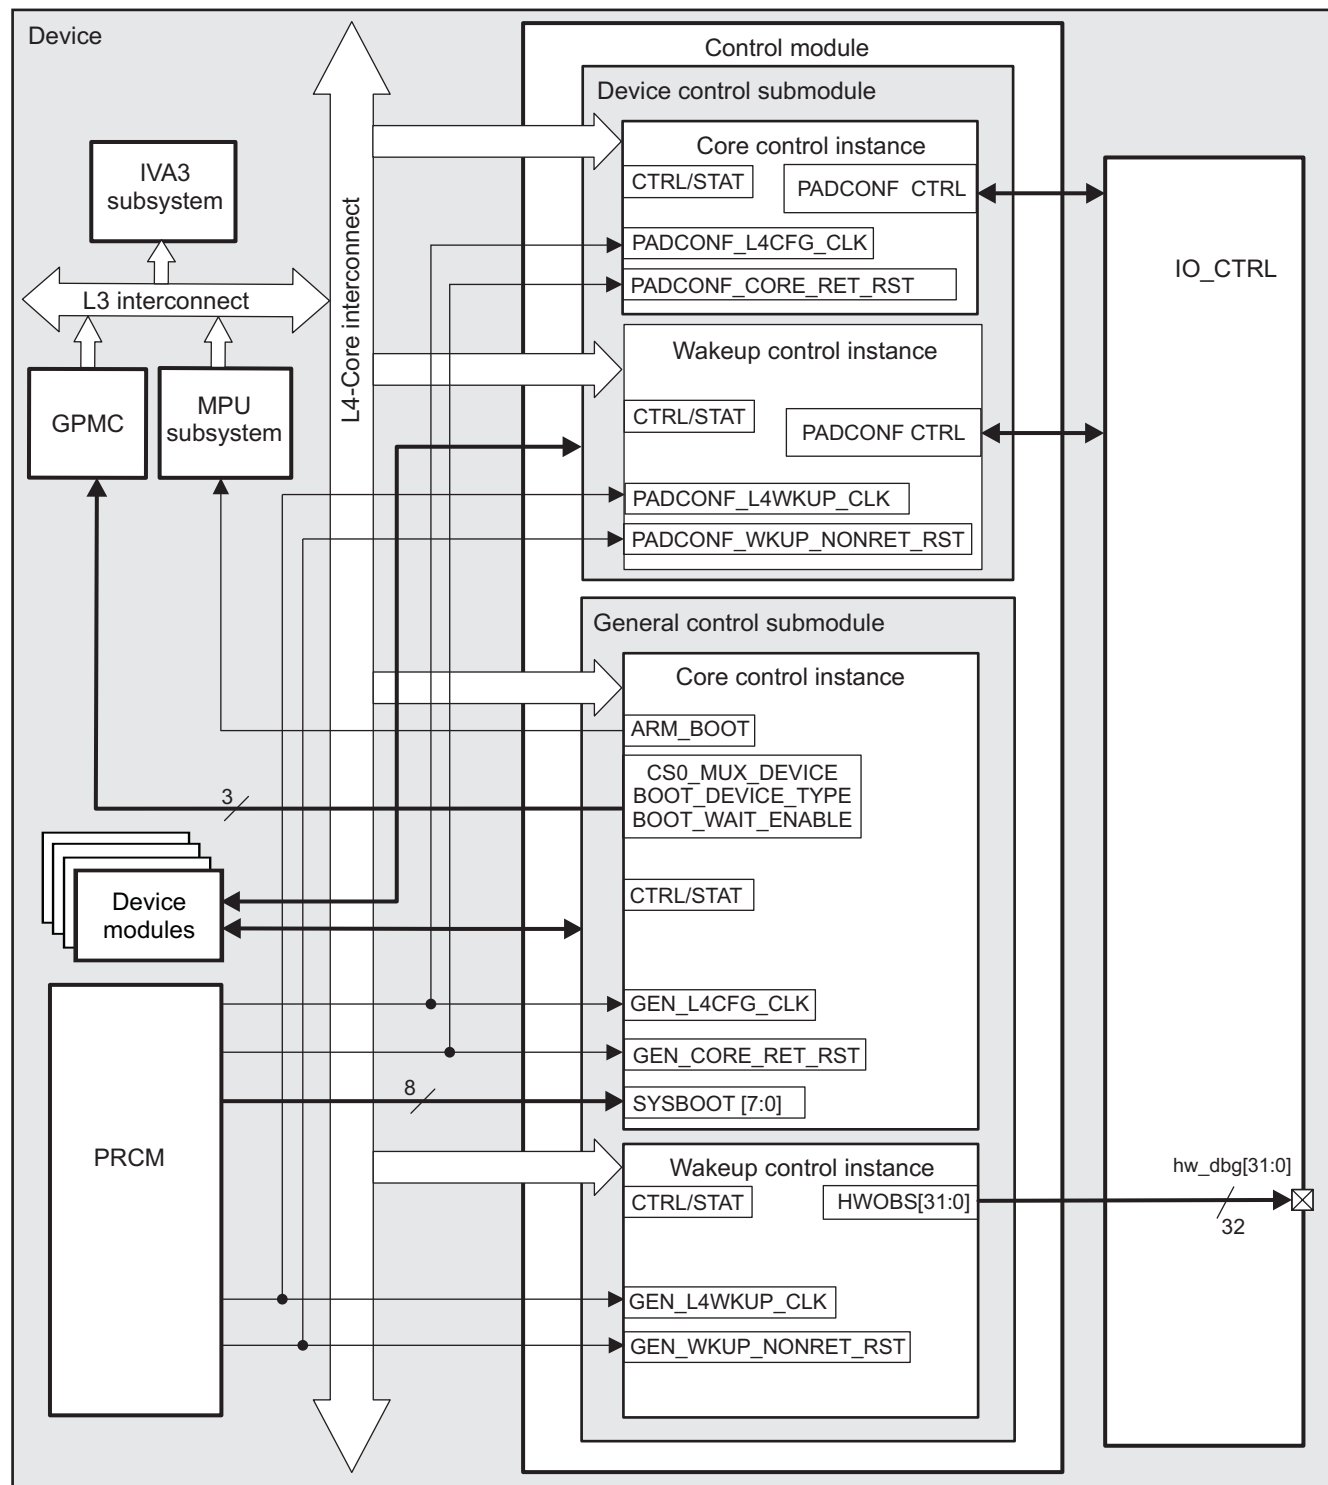 Device
Control module
Device control submodule
Core control instance
CTRL/STAT
PADCONF CTRL
PADCONF_L4CFG_CLK
PADCONF_CORE_RET_RST
Wakeup control instance
CTRL/STAT
PADCONF CTRL
PADCONF_L4WKUP_CLK
PADCONF_WKUP_NONRET_RST
IVA3
subsystem
L3 interconnect
GPMC
MPU
subsystem
L4-Core interconnect
IO_CTRL
General control submodule
Core control instance
ARM_BOOT
CS0_MUX_DEVICE
BOOT_DEVICE_TYPE
BOOT_WAIT_ENABLE
3
CTRL/STAT
Device
modules
GEN_L4CFG_CLK
GEN_CORE_RET_RST
8
SYSBOOT [7:0]
PRCM
Wakeup control instance
CTRL/STAT
HWOBS[31:0]
hw_dbg[31:0]
32
GEN_L4WKUP_CLK
GEN_WKUP_NONRET_RST